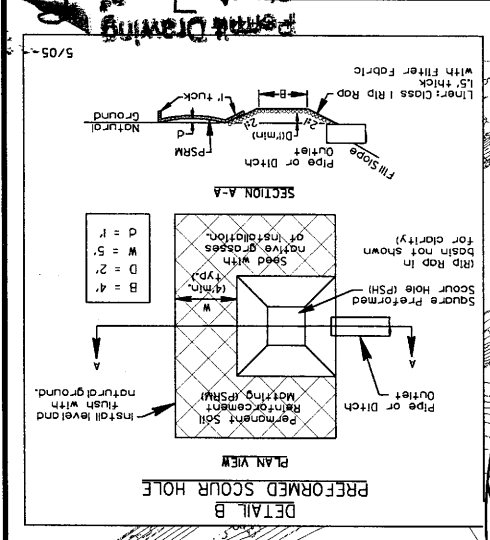 DETAIL B
PREFORMED SCOUR HOLE
PLAN VIEW
Permanent Soil
Reinforcement
Matting (PSRM)
Install level and
flush with
natural ground.
Pipe or Ditch
Outlet
A
A
Square Preformed
Scour Hole (PSH)
W
(4'min.
typ.)
Rip Rap in
basin not shown
for clarity)
Seed with
native grasses
at installation.
B = 4'
D = 2'
W = 5'
d = 1'
SECTION A-A
Pipe or Ditch
Outlet
Fill Slope
PSRM
Natural
Ground
d
D(1'min)
2:1
2:1
B
1' tuck
Liner: Class I Rip Rap
1.5' thick
with Filter Fabric
5/05
Permit Drawing